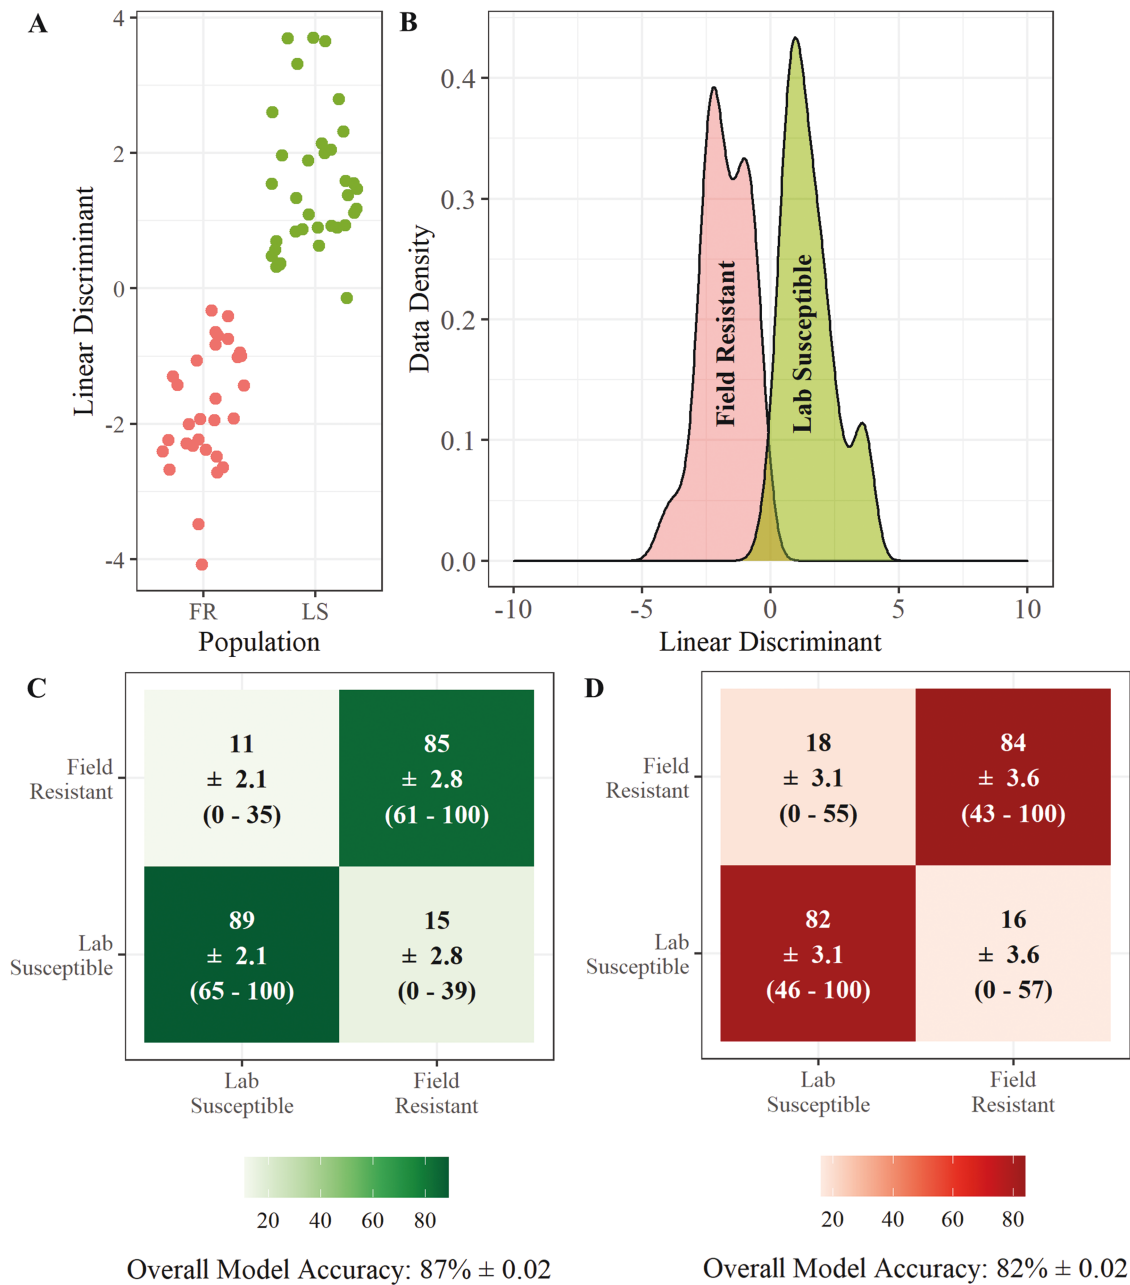 A
4
2
0
-2
-4
Linear Discriminant
FR
LS
Population
B
0.4
0.3
0.2
0.1
0.0
Data Density
Field Resistant
Lab Susceptible
-10
-5
0
5
10
Linear Discriminant
C
Field
Resistant
Lab
Susceptible
11
± 2.1
(0 - 35)
85
± 2.8
(61 - 100)
89
± 2.1
(65 - 100)
15
± 2.8
(0 - 39)
Lab
Susceptible
Field
Resistant
20
40
60
80
Overall Model Accuracy: 87% ± 0.02
D
Field
Resistant
Lab
Susceptible
18
± 3.1
(0 - 55)
84
± 3.6
(43 - 100)
82
± 3.1
(46 - 100)
16
± 3.6
(0 - 57)
Lab
Susceptible
Field
Resistant
20
40
60
80
Overall Model Accuracy: 82% ± 0.02